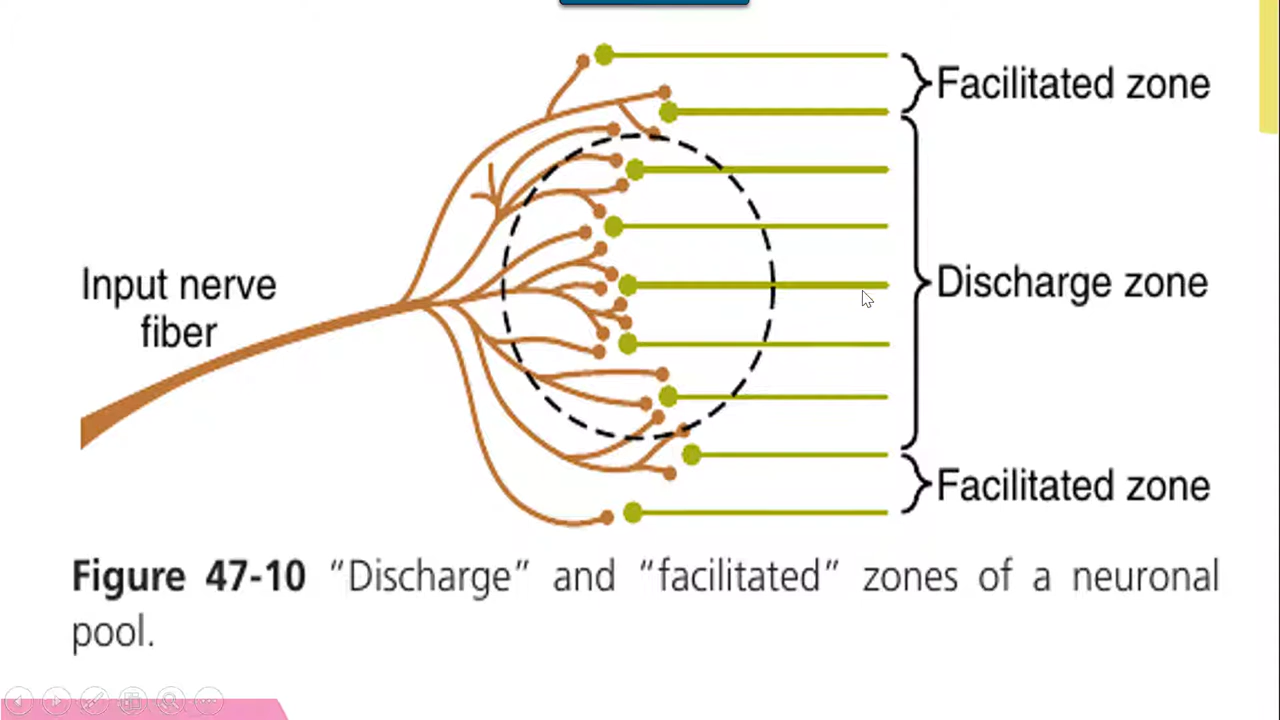 Facilitated zone
Input nerve
fiber
Discharge zone
Facilitated zone
Figure 47-10 “Discharge” and “facilitated” zones of a neuronal
pool.